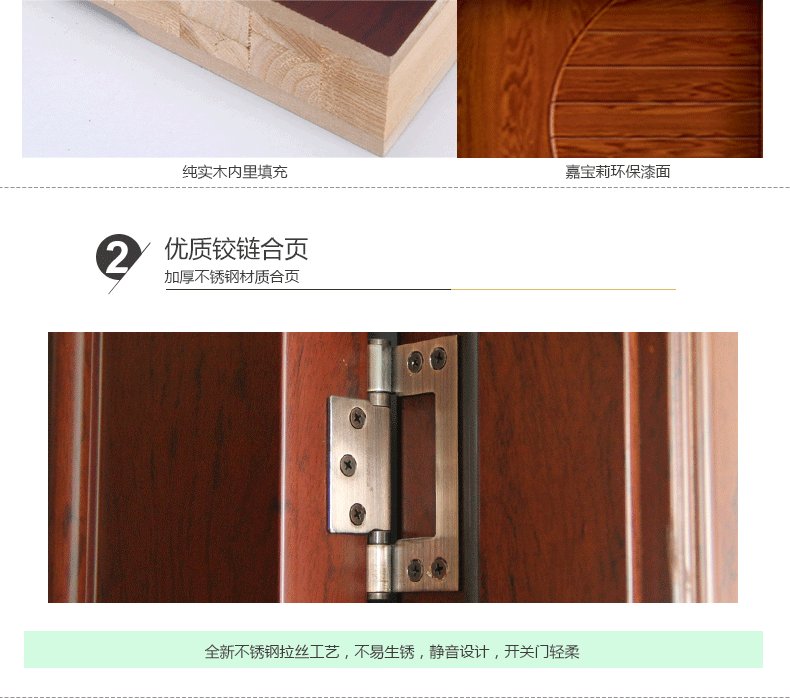 纯实木内里填充
嘉宝莉环保漆面
2
优质铰链合页
加厚不锈钢材质合页
全新不锈钢拉丝工艺，不易生锈，静音设计，开关门轻柔